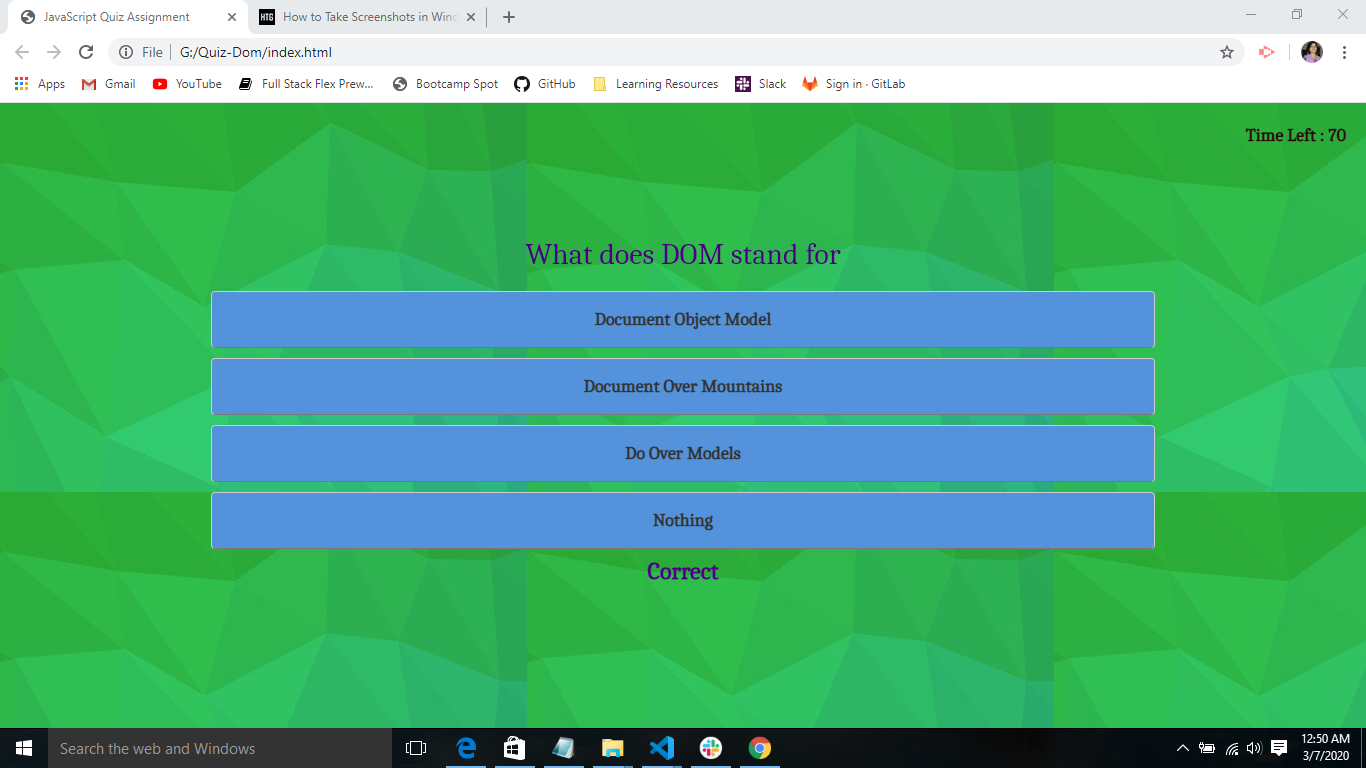 JavaScript Quiz Assignment
HTG How to Take Screenshots in Wind
File G:/Quiz-Dom/index.html
Apps Gmail YouTube Full Stack Flex Prew... Bootcamp Spot GitHub Learning Resources Slack Sign in · GitLab
Time Left : 70
What does DOM stand for
Document Object Model
Document Over Mountains
Do Over Models
Nothing
Correct
Search the web and Windows
12:50 AM
3/7/2020